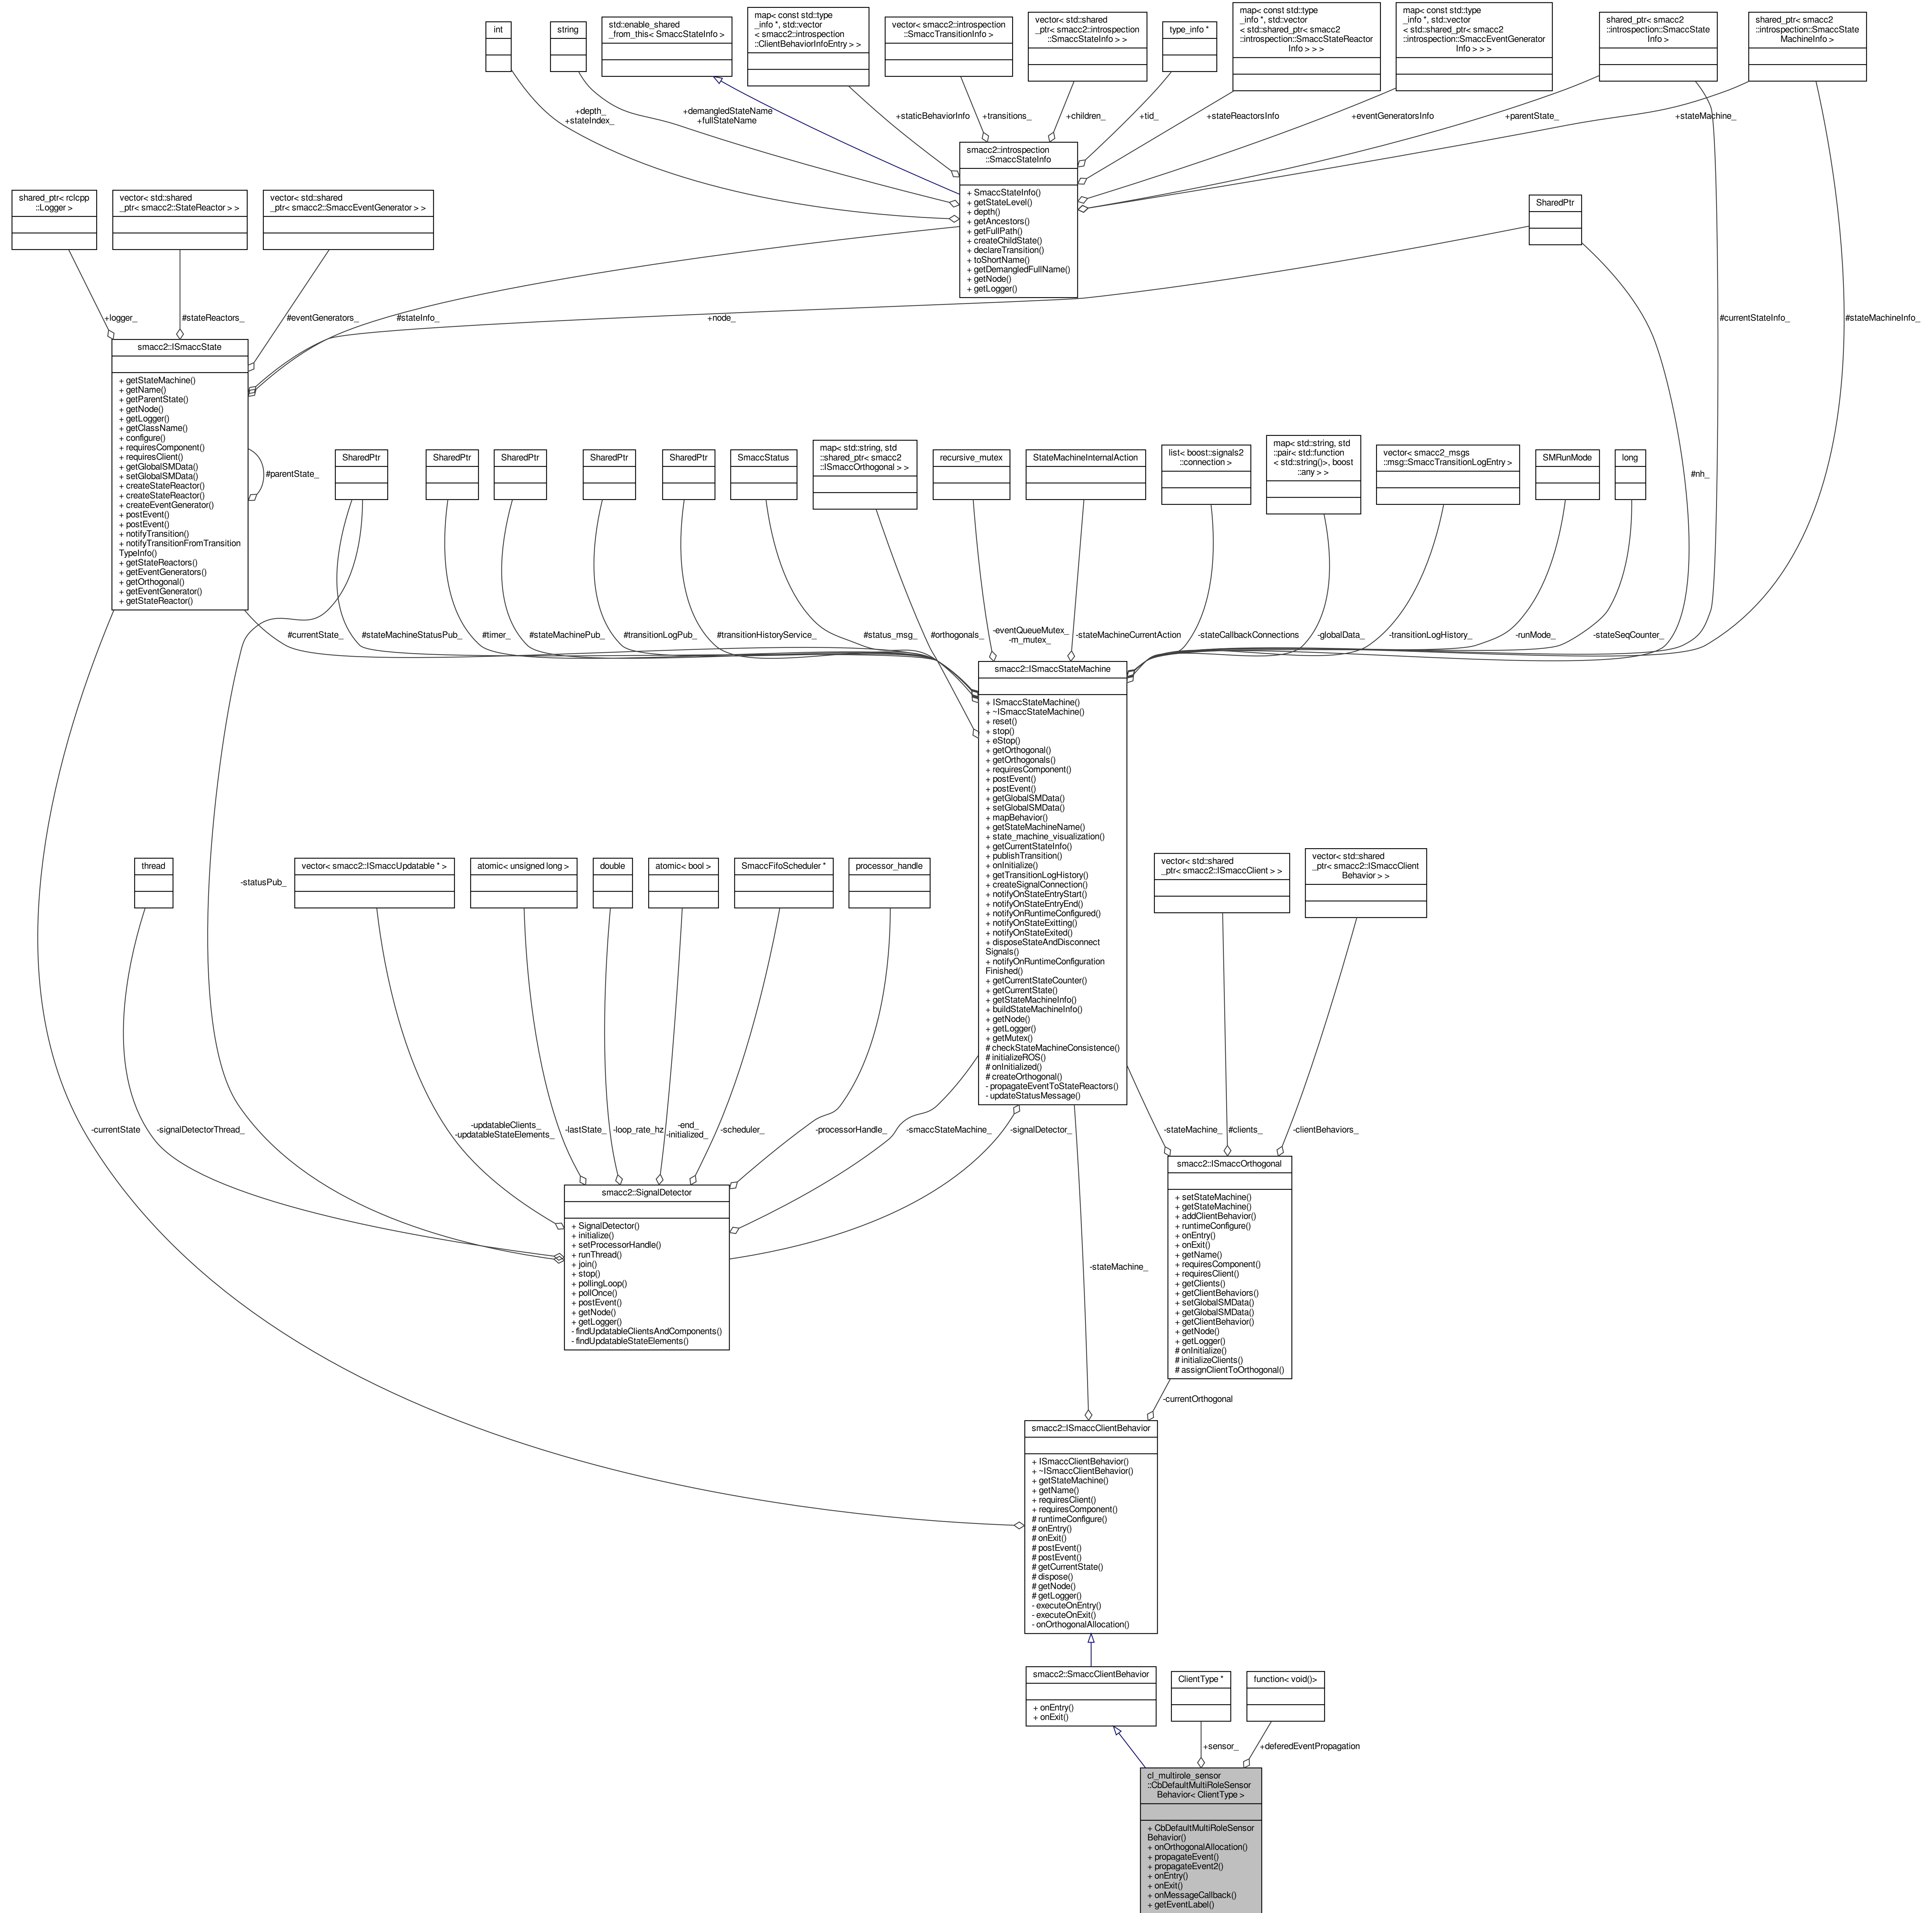 int
string
std::enable_shared
_from_this< SmaccStateInfo >
map< const std::type
_info *, std::vector
< smacc2::introspection
::ClientBehaviorInfoEntry > >
vector< smacc2::introspection
::SmaccTransitionInfo >
vector< std::shared
_ptr< smacc2::introspection
::SmaccStateInfo > >
type_info *
map< const std::type
_info *, std::vector
< std::shared_ptr< smacc2
::introspection::SmaccStateReactor
Info > > >
map< const std::type
_info *, std::vector
< std::shared_ptr< smacc2
::introspection::SmaccEventGenerator
Info > > >
shared_ptr< smacc2
::introspection::SmaccState
Info >
shared_ptr< smacc2
::introspection::SmaccState
MachineInfo >
+depth_
+stateIndex_
+demangledStateName
+fullStateName
+staticBehaviorInfo
+transitions_
+children_
+tid_
+stateReactorsInfo
+eventGeneratorsInfo
+parentState_
+stateMachine_
smacc2::introspection
::SmaccStateInfo
+ SmaccStateInfo()
+ getStateLevel()
+ depth()
+ getAncestors()
+ getFullPath()
+ createChildState()
+ declareTransition()
+ toShortName()
+ getDemangledFullName()
+ getNode()
+ getLogger()
shared_ptr< rclcpp
::Logger >
vector< std::shared
_ptr< smacc2::StateReactor > >
vector< std::shared
_ptr< smacc2::SmaccEventGenerator > >
SharedPtr
+logger_
#stateReactors_
#eventGenerators_
#stateInfo_
+node_
#currentStateInfo_
#stateMachineInfo_
smacc2::ISmaccState
+ getStateMachine()
+ getName()
+ getParentState()
+ getNode()
+ getLogger()
+ getClassName()
+ configure()
+ requiresComponent()
+ requiresClient()
+ getGlobalSMData()
+ setGlobalSMData()
+ createStateReactor()
+ createStateReactor()
+ createEventGenerator()
+ postEvent()
+ postEvent()
+ notifyTransition()
+ notifyTransitionFromTransition
TypeInfo()
+ getStateReactors()
+ getEventGenerators()
+ getOrthogonal()
+ getEventGenerator()
+ getStateReactor()
#parentState_
SharedPtr
SharedPtr
SharedPtr
SharedPtr
SharedPtr
SmaccStatus
map< std::string, std
::shared_ptr< smacc2
::ISmaccOrthogonal > >
recursive_mutex
StateMachineInternalAction
list< boost::signals2
::connection >
map< std::string, std
::pair< std::function
< std::string()>, boost
::any > >
vector< smacc2_msgs
::msg::SmaccTransitionLogEntry >
SMRunMode
long
#nh_
#currentState_
#stateMachineStatusPub_
#timer_
#stateMachinePub_
#transitionLogPub_
#transitionHistoryService_
#status_msg_
#orthogonals_
-eventQueueMutex_
-m_mutex_
-stateMachineCurrentAction
-stateCallbackConnections
-globalData_
-transitionLogHistory_
-runMode_
-stateSeqCounter_
smacc2::ISmaccStateMachine
+ ISmaccStateMachine()
+ ~ISmaccStateMachine()
+ reset()
+ stop()
+ eStop()
+ getOrthogonal()
+ getOrthogonals()
+ requiresComponent()
+ postEvent()
+ postEvent()
+ getGlobalSMData()
+ setGlobalSMData()
+ mapBehavior()
+ getStateMachineName()
+ state_machine_visualization()
+ getCurrentStateInfo()
+ publishTransition()
+ onInitialize()
+ getTransitionLogHistory()
+ createSignalConnection()
+ notifyOnStateEntryStart()
+ notifyOnStateEntryEnd()
+ notifyOnRuntimeConfigured()
+ notifyOnStateExitting()
+ notifyOnStateExited()
+ disposeStateAndDisconnect
Signals()
+ notifyOnRuntimeConfiguration
Finished()
+ getCurrentStateCounter()
+ getCurrentState()
+ getStateMachineInfo()
+ buildStateMachineInfo()
+ getNode()
+ getLogger()
+ getMutex()
# checkStateMachineConsistence()
# initializeROS()
# onInitialized()
# createOrthogonal()
- propagateEventToStateReactors()
- updateStatusMessage()
thread
-statusPub_
vector< smacc2::ISmaccUpdatable * >
atomic< unsigned long >
double
atomic< bool >
SmaccFifoScheduler *
processor_handle
vector< std::shared
_ptr< smacc2::ISmaccClient > >
vector< std::shared
_ptr< smacc2::ISmaccClient
Behavior > >
-currentState
-signalDetectorThread_
-updatableClients_
-updatableStateElements_
-lastState_
-loop_rate_hz
-end_
-initialized_
-scheduler_
-processorHandle_
-smaccStateMachine_
-signalDetector_
-stateMachine_
#clients_
-clientBehaviors_
smacc2::SignalDetector
+ SignalDetector()
+ initialize()
+ setProcessorHandle()
+ runThread()
+ join()
+ stop()
+ pollingLoop()
+ pollOnce()
+ postEvent()
+ getNode()
+ getLogger()
- findUpdatableClientsAndComponents()
- findUpdatableStateElements()
smacc2::ISmaccOrthogonal
+ setStateMachine()
+ getStateMachine()
+ addClientBehavior()
+ runtimeConfigure()
+ onEntry()
+ onExit()
+ getName()
+ requiresComponent()
+ requiresClient()
+ getClients()
+ getClientBehaviors()
+ setGlobalSMData()
+ getGlobalSMData()
+ getClientBehavior()
+ getNode()
+ getLogger()
# onInitialize()
# initializeClients()
# assignClientToOrthogonal()
-stateMachine_
-currentOrthogonal
smacc2::ISmaccClientBehavior
+ ISmaccClientBehavior()
+ ~ISmaccClientBehavior()
+ getStateMachine()
+ getName()
+ requiresClient()
+ requiresComponent()
# runtimeConfigure()
# onEntry()
# onExit()
# postEvent()
# postEvent()
# getCurrentState()
# dispose()
# getNode()
# getLogger()
- executeOnEntry()
- executeOnExit()
- onOrthogonalAllocation()
smacc2::SmaccClientBehavior
+ onEntry()
+ onExit()
ClientType *
function< void()>
+sensor_
+deferedEventPropagation
cl_multirole_sensor
::CbDefaultMultiRoleSensor
Behavior< ClientType >
+ CbDefaultMultiRoleSensor
Behavior()
+ onOrthogonalAllocation()
+ propagateEvent()
+ propagateEvent2()
+ onEntry()
+ onExit()
+ onMessageCallback()
+ getEventLabel()